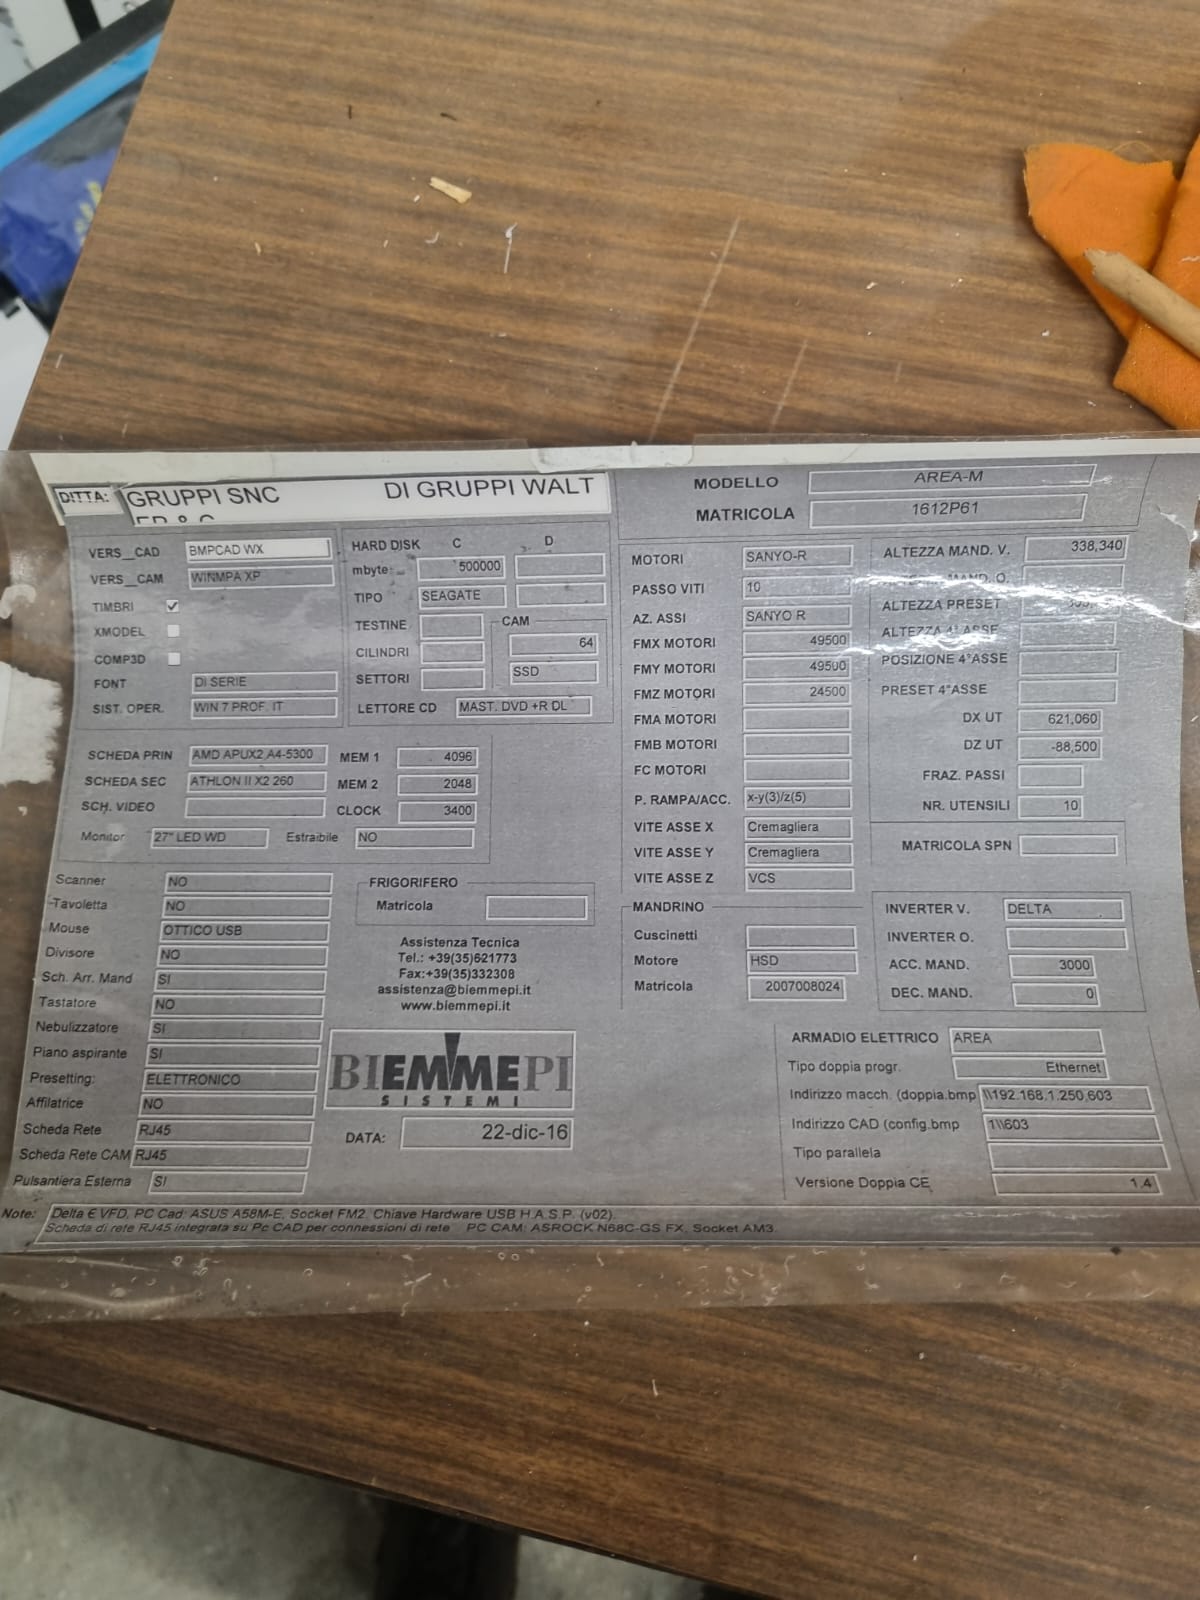 DITTA: GRUPPI SNC DI GRUPPI WALT
MODELLO AREA-M
MATRICOLA 1612P61
VERS__CAD BMPCAD WX
VERS__CAM WINMPA XP
TIMBRI
XMODEL
COMP3D
FONT DI SERIE
SIST. OPER. WIN 7 PROF. IT
HARD DISK C D
mbyte: 500000
TIPO SEAGATE
TESTINE
CILINDRI
SETTORI
CAM
64
SSD
LETTORE CD MAST. DVD +R DL
SCHEDA PRIN AMD APUX2 A4-5300
SCHEDA SEC ATHLON II X2 260
SCH. VIDEO
MEM 1 4096
MEM 2 2048
CLOCK 3400
Monitor 27" LED WD Estraibile NO
Scanner NO
Tavoletta NO
Mouse OTTICO USB
Divisore NO
Sch. Arr. Mand SI
Tastatore NO
Nebulizzatore SI
Piano aspirante SI
Presetting: ELETTRONICO
Affilatrice NO
Scheda Rete RJ45
Scheda Rete CAM RJ45
Pulsantiera Esterna SI
FRIGORIFERO
Matricola
Assistenza Tecnica
Tel.: +39(35)621773
Fax:+39(35)332308
assistenza@biemmepi.it
www.biemmepi.it
BIEMMEPI
SISTEMI
DATA: 22-dic-16
MOTORI SANYO-R
PASSO VITI 10
AZ. ASSI SANYO R
FMX MOTORI 49500
FMY MOTORI 49500
FMZ MOTORI 24500
FMA MOTORI
FMB MOTORI
FC MOTORI
P. RAMPA/ACC. x-y(3)/z(5)
VITE ASSE X Cremagliera
VITE ASSE Y Cremagliera
VITE ASSE Z VCS
MANDRINO
Cuscinetti
Motore HSD
Matricola 2007008024
ALTEZZA MAND. V. 338,340
MAND. O.
ALTEZZA PRESET
ALTEZZA 4° ASSE
POSIZIONE 4°ASSE
PRESET 4°ASSE
DX UT 621,060
DZ UT -88,500
FRAZ. PASSI
NR. UTENSILI 10
MATRICOLA SPN
INVERTER V. DELTA
INVERTER O.
ACC. MAND. 3000
DEC. MAND. 0
ARMADIO ELETTRICO AREA
Tipo doppia progr. Ethernet
Indirizzo macch. (doppia.bmp \\192.168.1.250,603
Indirizzo CAD (config.bmp 1\\603
Tipo parallela
Versione Doppia CE 1.4
Note: Delta € VFD, PC Cad: ASUS A58M-E, Socket FM2. Chiave Hardware USB H.A.S.P. (v02).
Scheda di rete RJ45 integrata su Pc CAD per connessioni di rete PC CAM: ASROCK N68C-GS FX, Socket AM3.